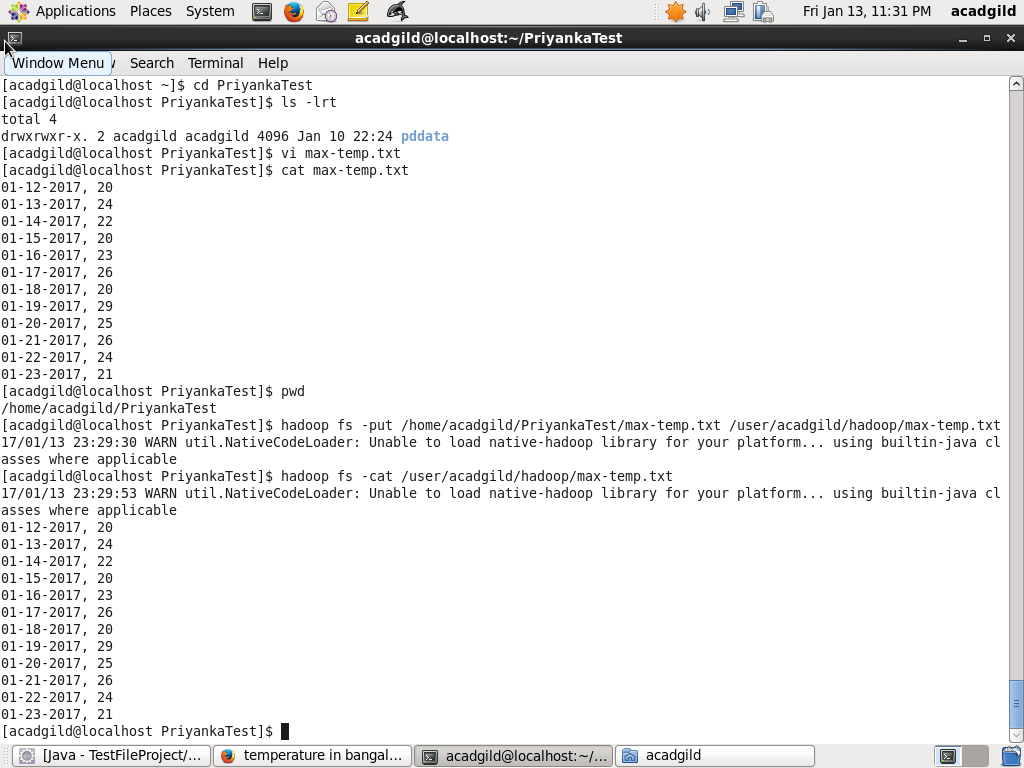 Applications Places System Fri Jan 13, 11:31 PM acadgild
acadgild@localhost:~/PriyankaTest
Window Menu Search Terminal Help
[acadgild@localhost ~]$ cd PriyankaTest
[acadgild@localhost PriyankaTest]$ ls -lrt
total 4
drwxrwxr-x. 2 acadgild acadgild 4096 Jan 10 22:24 pddata
[acadgild@localhost PriyankaTest]$ vi max-temp.txt
[acadgild@localhost PriyankaTest]$ cat max-temp.txt
01-12-2017, 20
01-13-2017, 24
01-14-2017, 22
01-15-2017, 20
01-16-2017, 23
01-17-2017, 26
01-18-2017, 20
01-19-2017, 29
01-20-2017, 25
01-21-2017, 26
01-22-2017, 24
01-23-2017, 21
[acadgild@localhost PriyankaTest]$ pwd
/home/acadgild/PriyankaTest
[acadgild@localhost PriyankaTest]$ hadoop fs -put /home/acadgild/PriyankaTest/max-temp.txt /user/acadgild/hadoop/max-temp.txt
17/01/13 23:29:30 WARN util.NativeCodeLoader: Unable to load native-hadoop library for your platform... using builtin-java cl
asses where applicable
[acadgild@localhost PriyankaTest]$ hadoop fs -cat /user/acadgild/hadoop/max-temp.txt
17/01/13 23:29:53 WARN util.NativeCodeLoader: Unable to load native-hadoop library for your platform... using builtin-java cl
asses where applicable
01-12-2017, 20
01-13-2017, 24
01-14-2017, 22
01-15-2017, 20
01-16-2017, 23
01-17-2017, 26
01-18-2017, 20
01-19-2017, 29
01-20-2017, 25
01-21-2017, 26
01-22-2017, 24
01-23-2017, 21
[acadgild@localhost PriyankaTest]$
[Java - TestFileProject/... temperature in bangal... acadgild@localhost:~/... acadgild